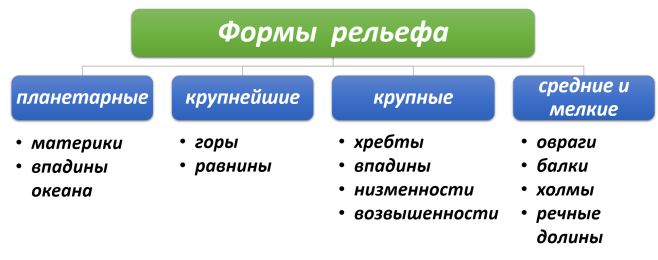 Формы рельефа
планетарные
• материки
• впадины
океана
крупнейшие
• горы
• равнины
крупные
• хребты
• впадины
• низменности
• возвышенности
средние и
мелкие
• овраги
• балки
• холмы
• речные
долины